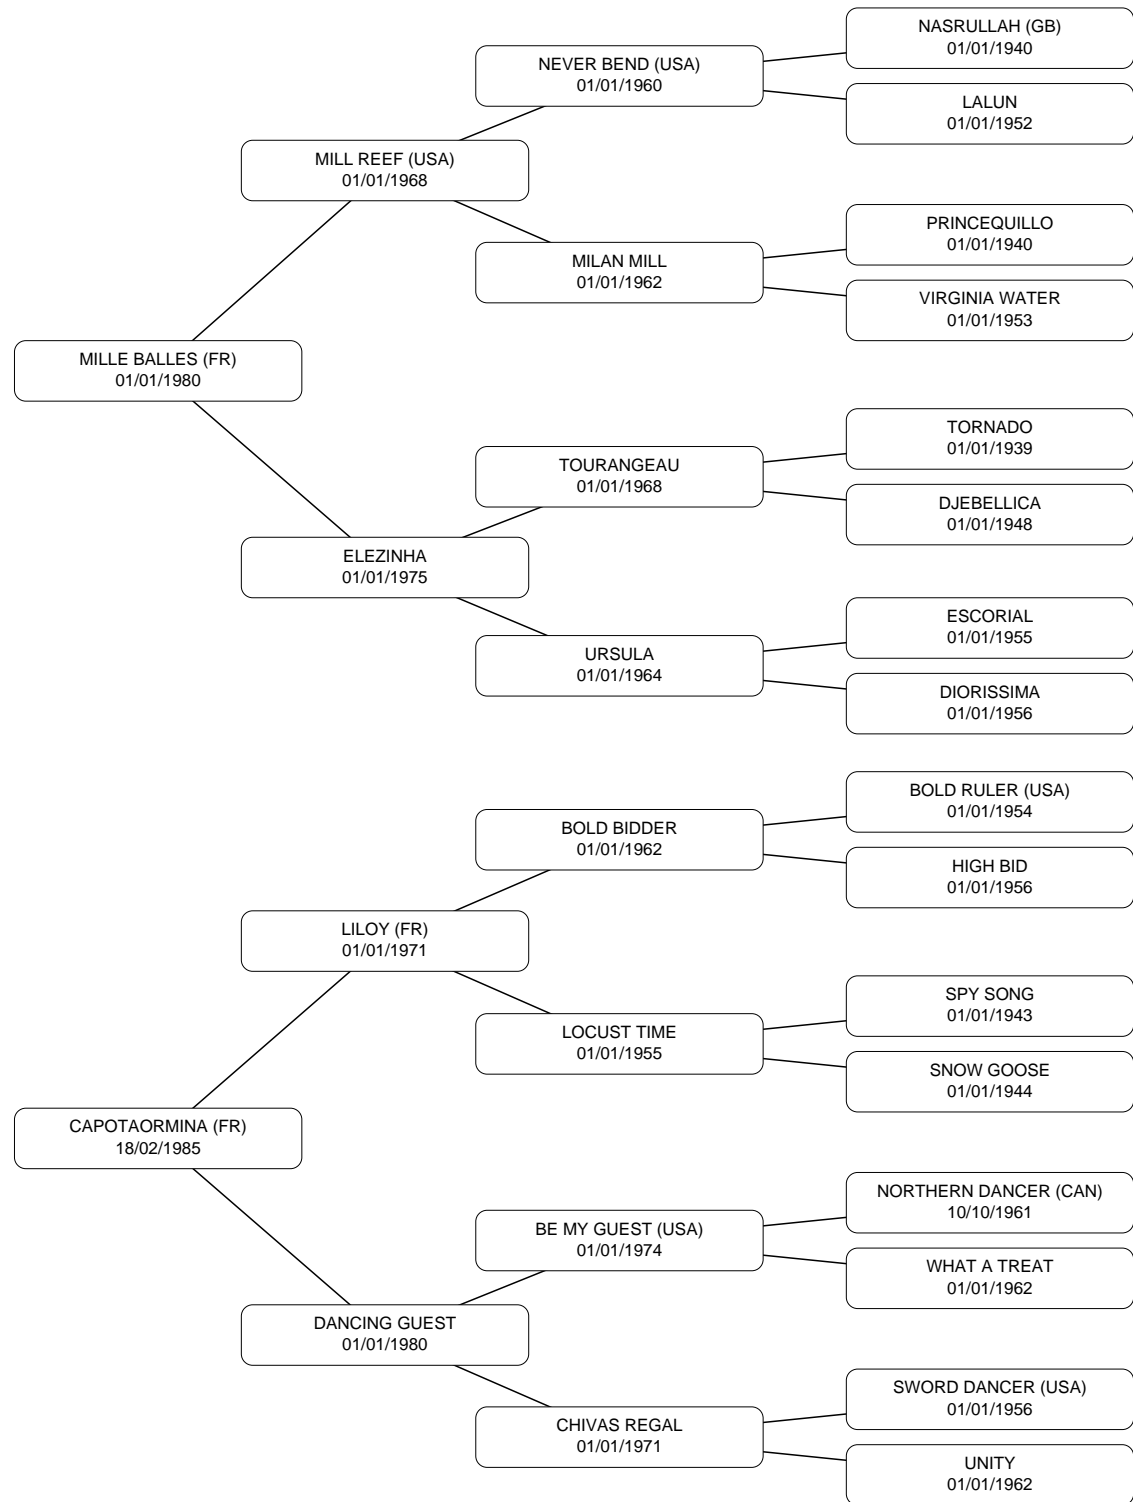 NASRULLAH (GB)
01/01/1940
NEVER BEND (USA)
01/01/1960
LALUN
01/01/1952
MILL REEF (USA)
01/01/1968
PRINCEQUILLO
01/01/1940
MILAN MILL
01/01/1962
VIRGINIA WATER
01/01/1953
MILLE BALLES (FR)
01/01/1980
TORNADO
01/01/1939
TOURANGEAU
01/01/1968
DJEBELLICA
01/01/1948
ELEZINHA
01/01/1975
ESCORIAL
01/01/1955
URSULA
01/01/1964
DIORISSIMA
01/01/1956
BOLD RULER (USA)
01/01/1954
BOLD BIDDER
01/01/1962
HIGH BID
01/01/1956
LILOY (FR)
01/01/1971
SPY SONG
01/01/1943
LOCUST TIME
01/01/1955
SNOW GOOSE
01/01/1944
CAPOTAORMINA (FR)
18/02/1985
NORTHERN DANCER (CAN)
10/10/1961
BE MY GUEST (USA)
01/01/1974
WHAT A TREAT
01/01/1962
DANCING GUEST
01/01/1980
SWORD DANCER (USA)
01/01/1956
CHIVAS REGAL
01/01/1971
UNITY
01/01/1962